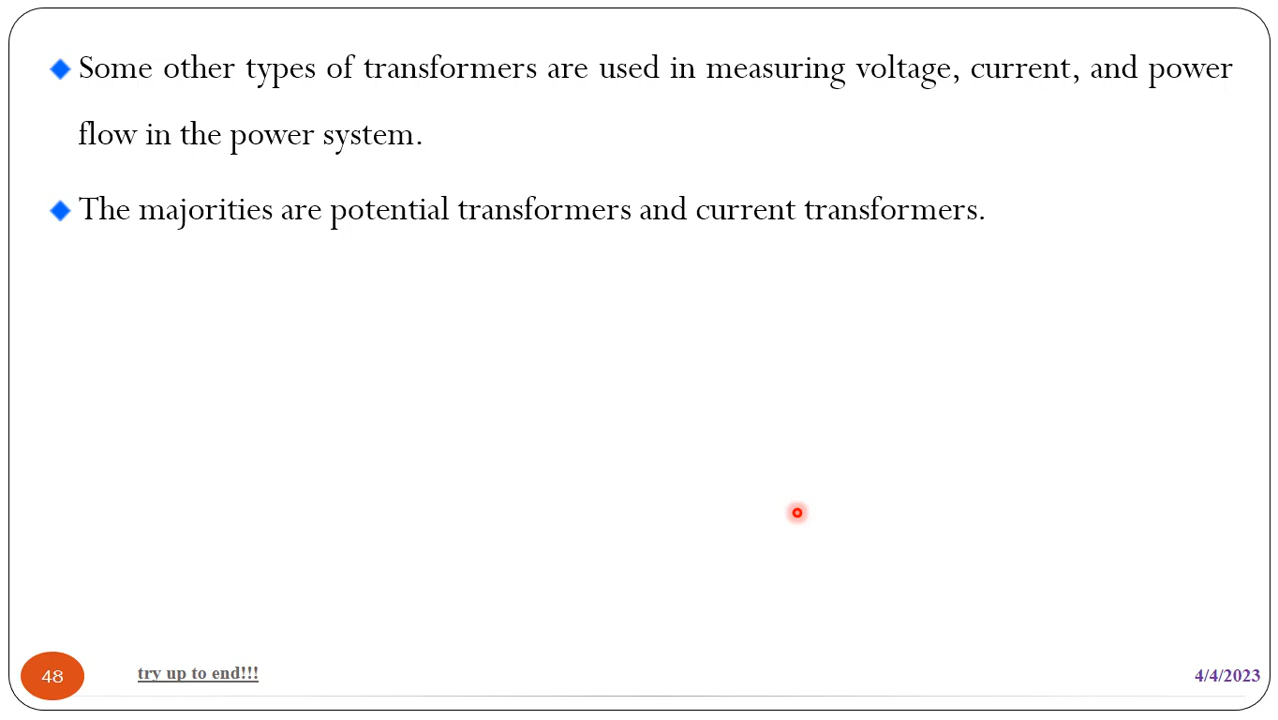 Some other types of transformers are used in measuring voltage, current, and power
flow in the power system.
The majorities are potential transformers and current transformers.
48
try up to end!!!
4/4/2023